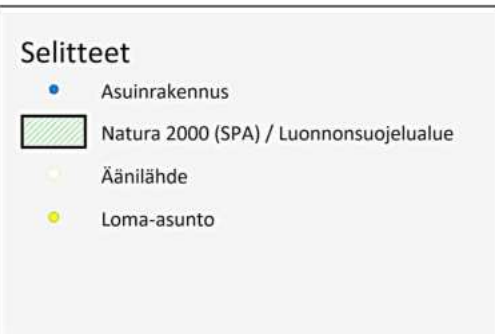 Selitteet
Asuinrakennus
Natura 2000 (SPA) / Luonnonsuojelualue
Äänilähde
Loma-asunto